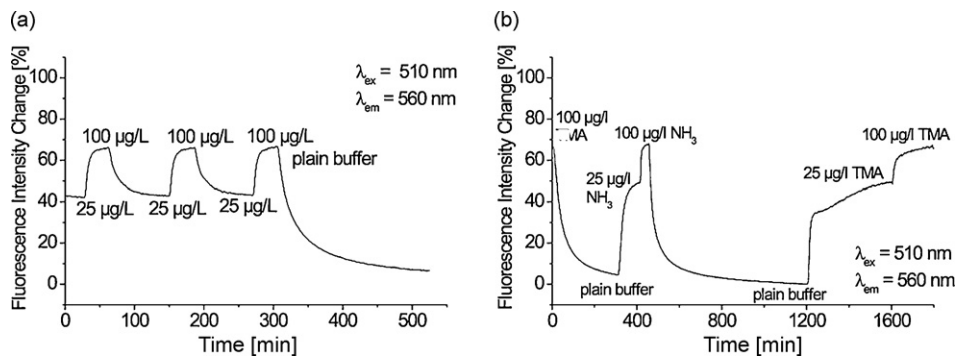 (a)
Fluorescence Intensity Change [%]
100
80
60
40
20
0
λex = 510 nm
λem = 560 nm
100 µg/L 100 µg/L 100 µg/L
plain buffer
25 µg/L 25 µg/L 25 µg/L
0 100 200 300 400 500
Time [min]
(b)
Fluorescence Intensity Change [%]
100
80
60
40
20
0
100 µg/l
100 µg/l NH3
25 µg/l
NH3
100 µg/l TMA
25 µg/l TMA
λex = 510 nm
λem = 560 nm
plain buffer
plain buffer
0 400 800 1200 1600
Time [min]